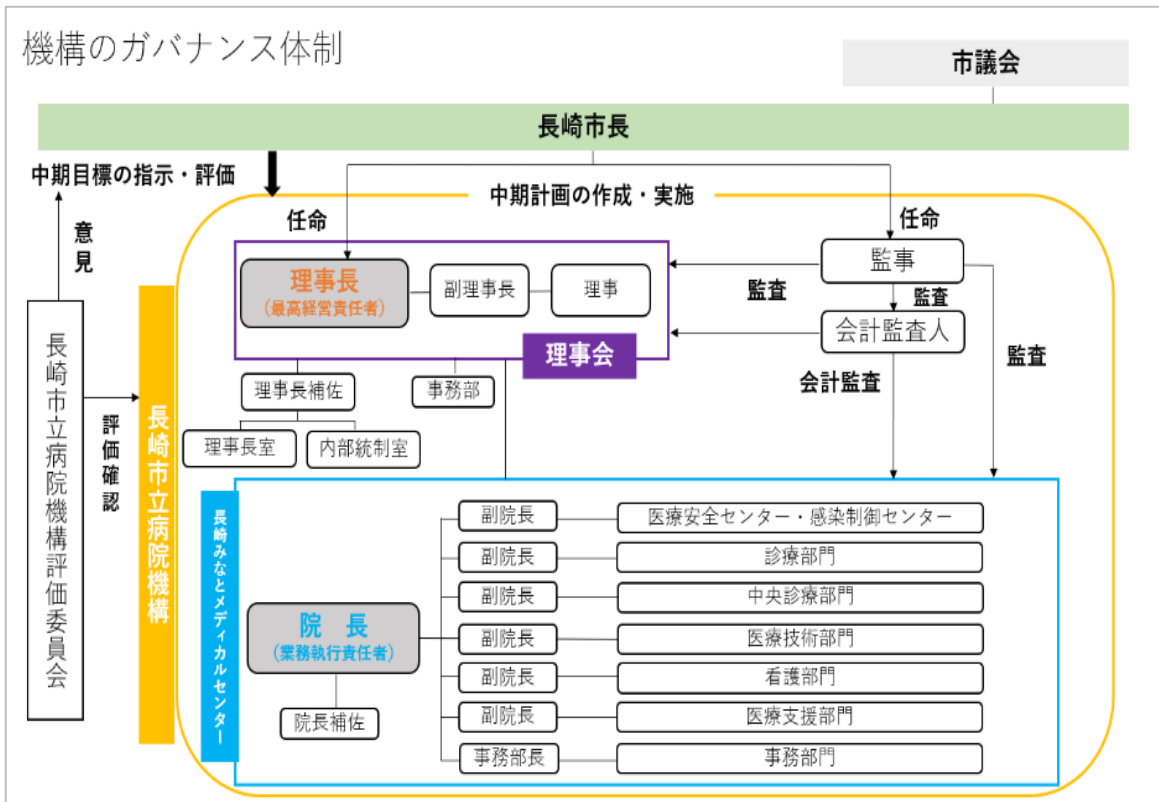 機構のガバナンス体制
市議会
長崎市長
中期目標の指示・評価
中期計画の作成・実施
意見
任命
任命
理事長
(最高経営責任者)
副理事長
理事
監事
監査
監査
会計監査人
理事会
監査
会計監査
理事長補佐
事務部
理事長室
内部統制室
長崎市立病院機構評価委員会
評価確認
長崎市立病院機構
長崎みなとメディカルセンター
副院長
医療安全センター・感染制御センター
副院長
診療部門
副院長
中央診療部門
院 長
(業務執行責任者)
副院長
医療技術部門
副院長
看護部門
院長補佐
副院長
医療支援部門
事務部長
事務部門